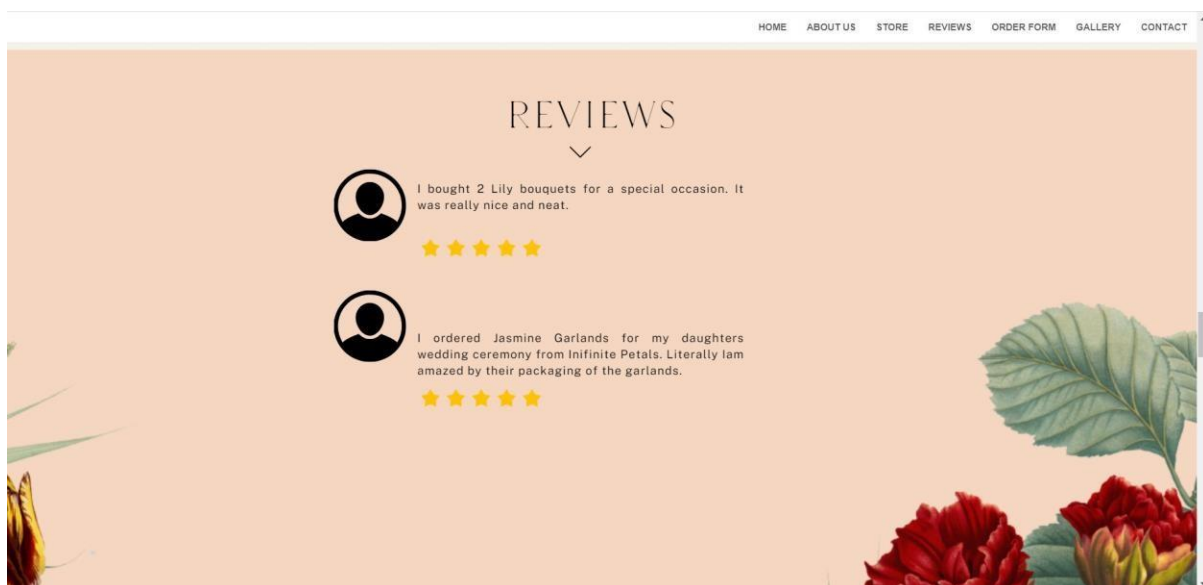 HOME ABOUT US STORE REVIEWS ORDER FORM GALLERY CONTACT
REVIEWS
I bought 2 Lily bouquets for a special occasion. It
was really nice and neat.
I ordered Jasmine Garlands for my daughters
wedding ceremony from Inifinite Petals. Literally Iam
amazed by their packaging of the garlands.